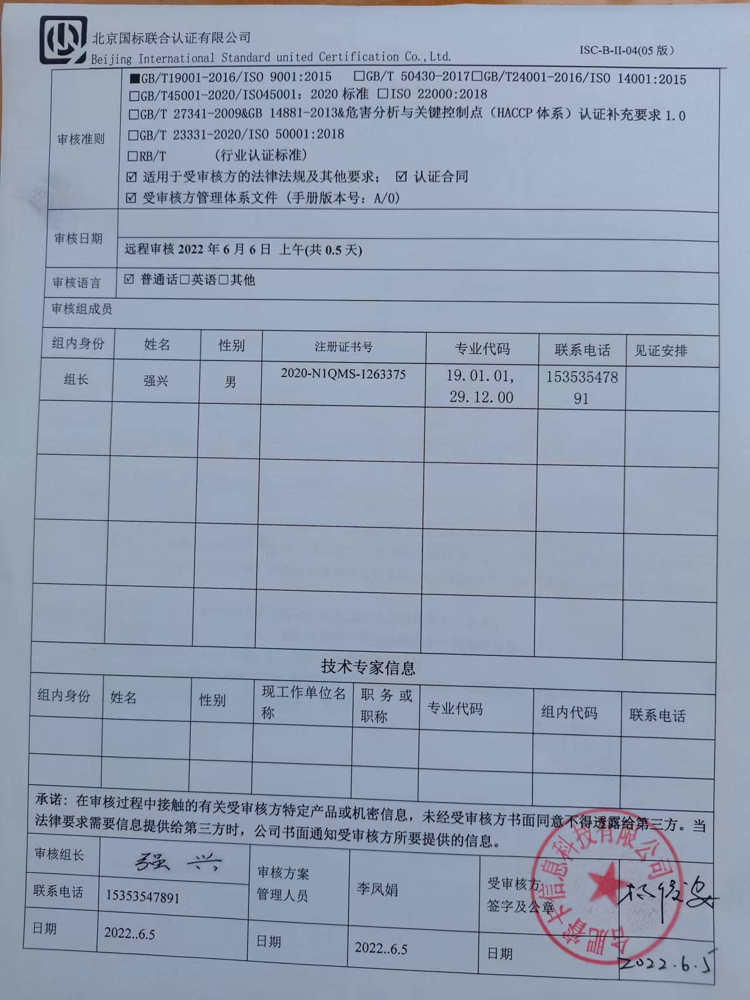 北京国标联合认证有限公司
Beijing International Standard united Certification Co.,Ltd.
ISC-B-II-04(05 版)
审核准则
■GB/T19001-2016/ISO 9001:2015 □GB/T 50430-2017□GB/T24001-2016/ISO 14001:2015
□GB/T45001-2020/ISO45001: 2020 标准 □ISO 22000:2018
□GB/T 27341-2009&GB 14881-2013&危害分析与关键控制点（HACCP 体系）认证补充要求 1.0
□GB/T 23331-2020/ISO 50001:2018
□RB/T (行业认证标准)
☑ 适用于受审核方的法律法规及其他要求; ☑ 认证合同
☑ 受审核方管理体系文件 (手册版本号: A/0)
审核日期
远程审核 2022 年 6 月 6 日 上午(共 0.5 天)
审核语言
☑ 普通话□英语□其他
审核组成员
组内身份 姓名 性别 注册证书号 专业代码 联系电话 见证安排
组长 强兴 男 2020-N1QMS-1263375 19.01.01, 153535478
29.12.00 91
技术专家信息
组内身份 姓名 性别 现工作单位名 职 务 或 专业代码 组内代码 联系电话
称 职称
承诺: 在审核过程中接触的有关受审核方特定产品或机密信息，未经受审核方书面同意不得透露给第三方。当
法律要求需要信息提供给第三方时，公司书面通知受审核方所要提供的信息。
审核组长 强兴
审核方案
管理人员
李凤娟
受审核方
签字及公章
联系电话 15353547891
日期 2022..6.5 日期 2022..6.5 日期 2022.6.5
卡信息科技有限公司
合肥